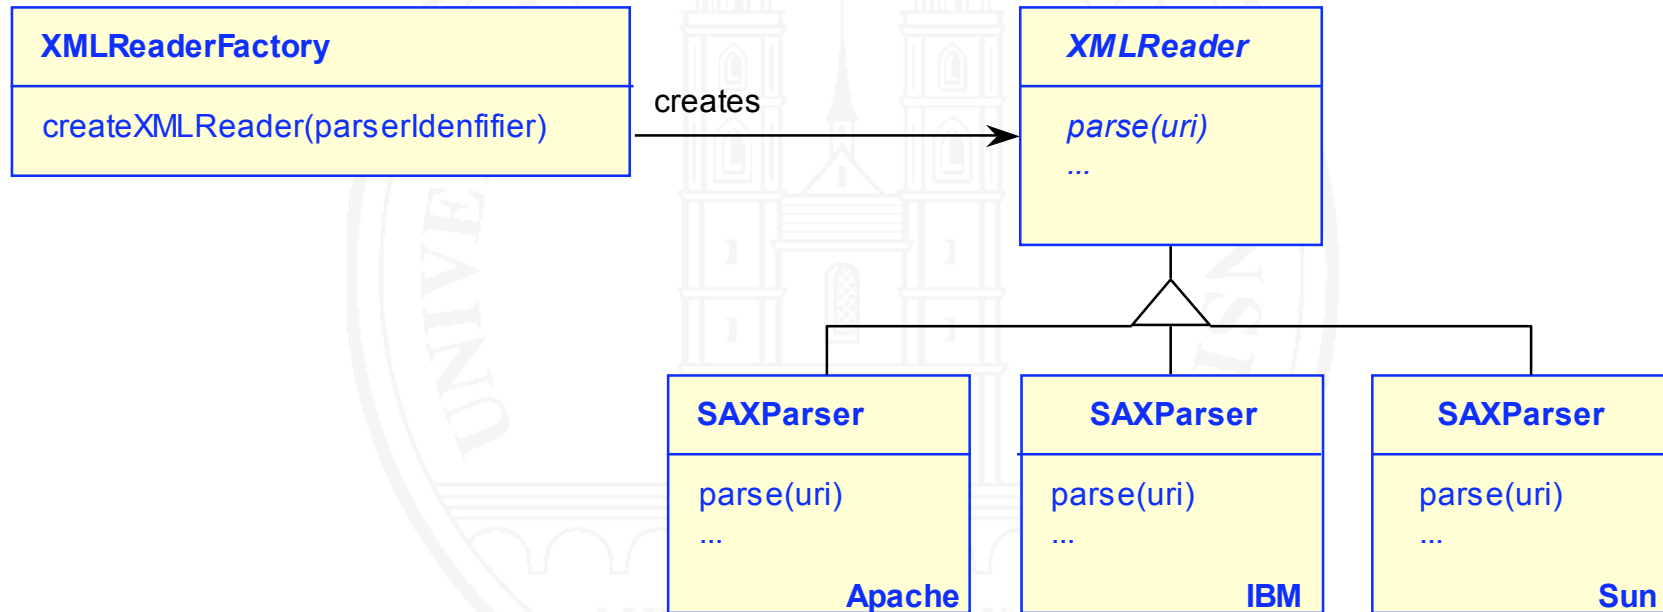 XMLReaderFactory
createXMLReader(parserIdenfifier)
creates
XMLReader
parse(uri)
...
SAXParser
parse(uri)
...
Apache
SAXParser
parse(uri)
...
IBM
SAXParser
parse(uri)
...
Sun